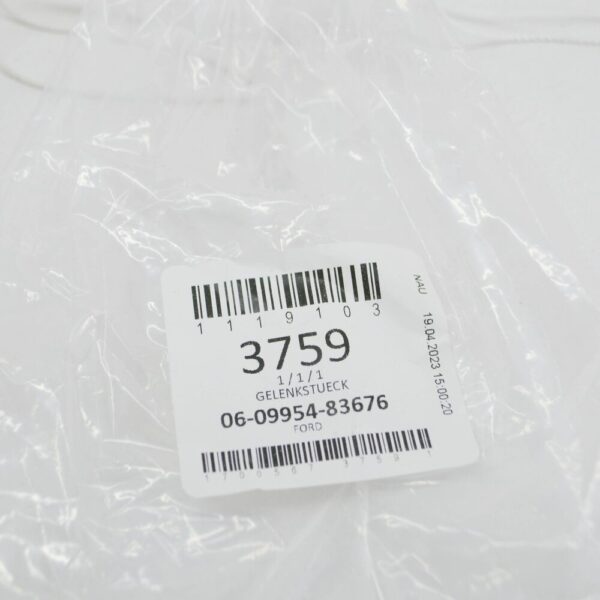 1119103
3759
1/1/1
GELENKSTUECK
06-09954-83676
FORD
NAU 19.04.2023 15:00:20